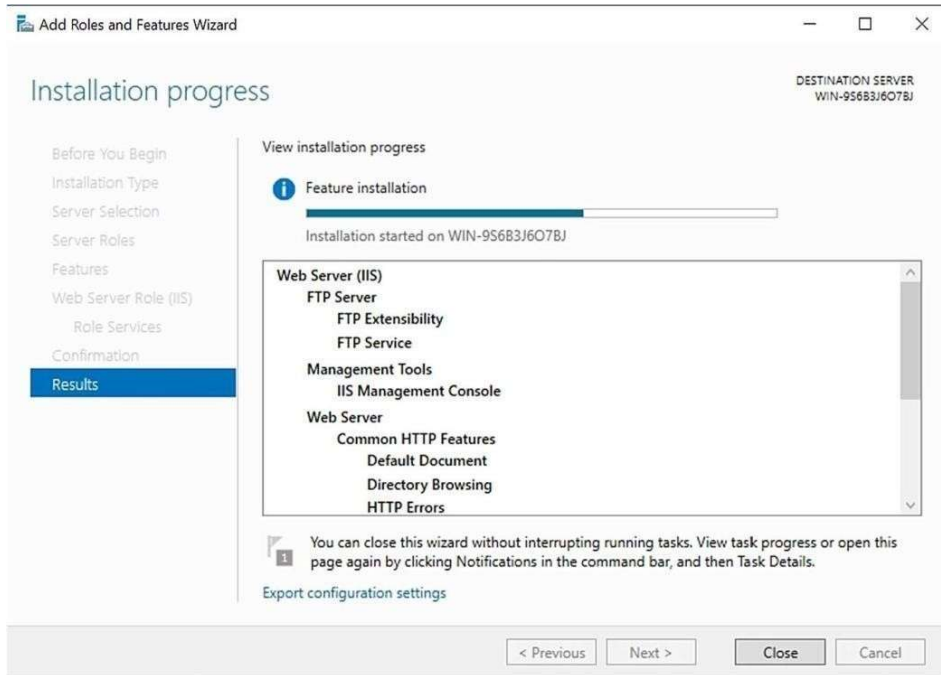 Add Roles and Features Wizard
Installation progress
DESTINATION SERVER
WIN-9S6B3J6O7BJ
Before You Begin
Installation Type
Server Selection
Server Roles
Features
Web Server Role (IIS)
Role Services
Confirmation
Results
View installation progress
Feature installation
Installation started on WIN-9S6B3J6O7BJ
Web Server (IIS)
FTP Server
FTP Extensibility
FTP Service
Management Tools
IIS Management Console
Web Server
Common HTTP Features
Default Document
Directory Browsing
HTTP Errors
1
You can close this wizard without interrupting running tasks. View task progress or open this
page again by clicking Notifications in the command bar, and then Task Details.
Export configuration settings
< Previous
Next >
Close
Cancel